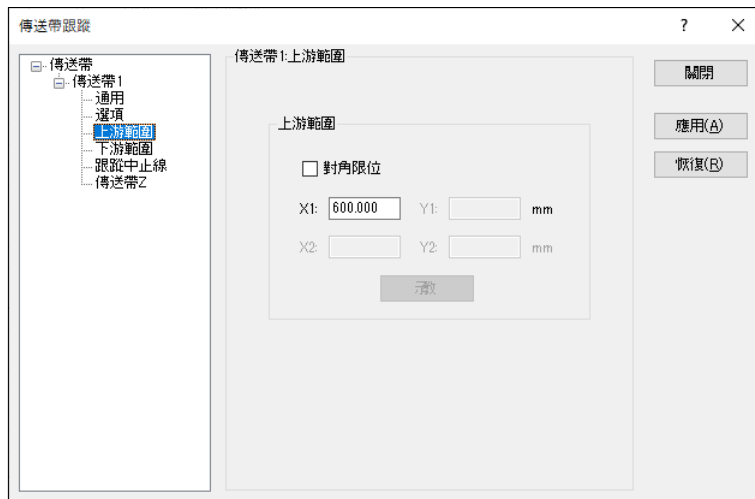 傳送帶跟蹤
?
傳送帶
傳送帶1
通用
選項
上游範圍
下游範圍
跟蹤中止線
傳送帶Z
傳送帶1:上游範圍
上游範圍
對角限位
X1: 600.000 Y1: mm
X2: Y2: mm
關閉
應用(A)
恢復(R)